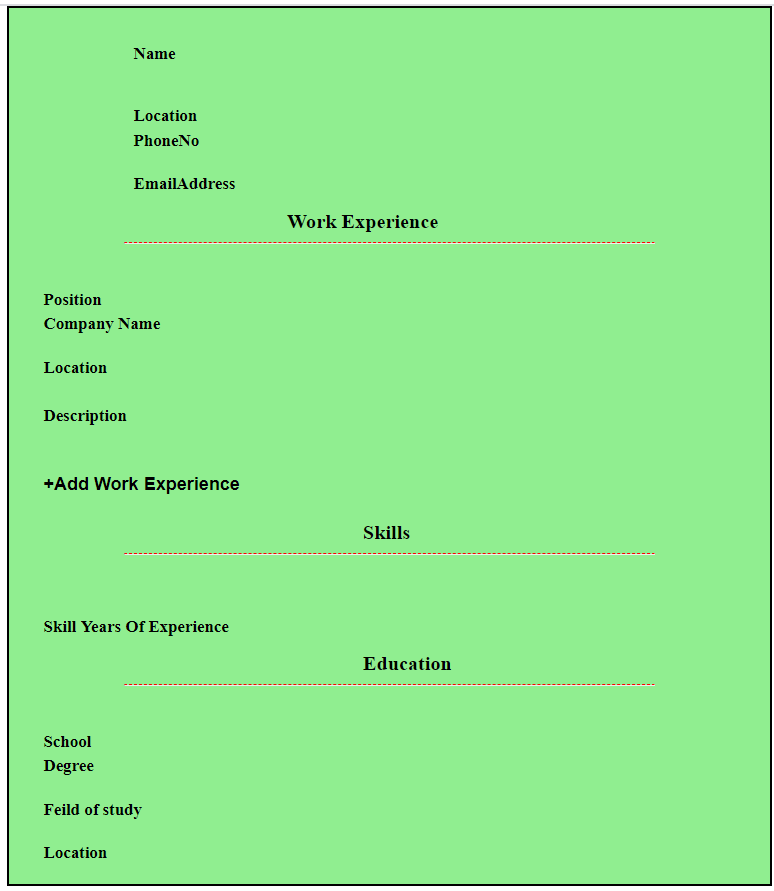 Name
Location
PhoneNo
EmailAddress
Work Experience
Position
Company Name
Location
Description
+Add Work Experience
Skills
Skill Years Of Experience
Education
School
Degree
Feild of study
Location